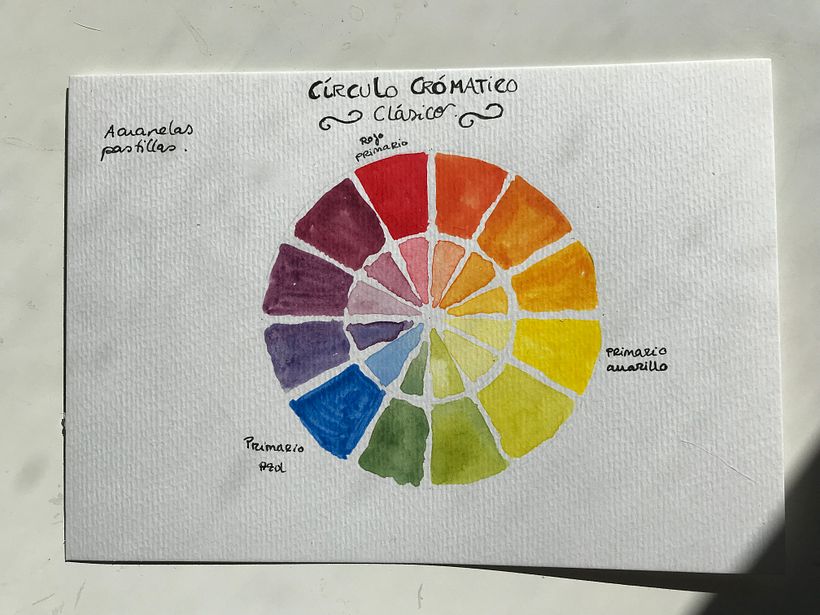 CÍRCULO CRÓMATICO
Clásico.
Acuarelas
pastillas.
Rojo
primario
primario
amarillo
Primario
Azul